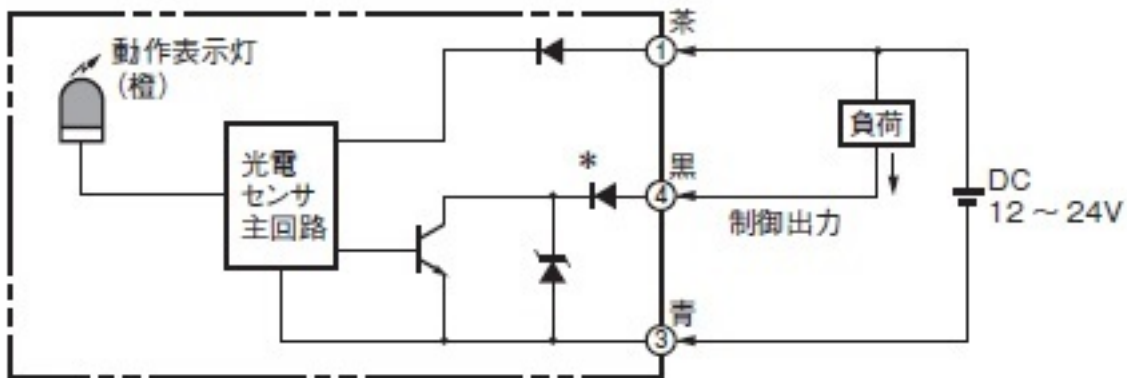 動作表示灯
(橙)
光電
センサ
主回路
茶
①
負荷
*
黒
④
制御出力
DC
12～24V
青
③